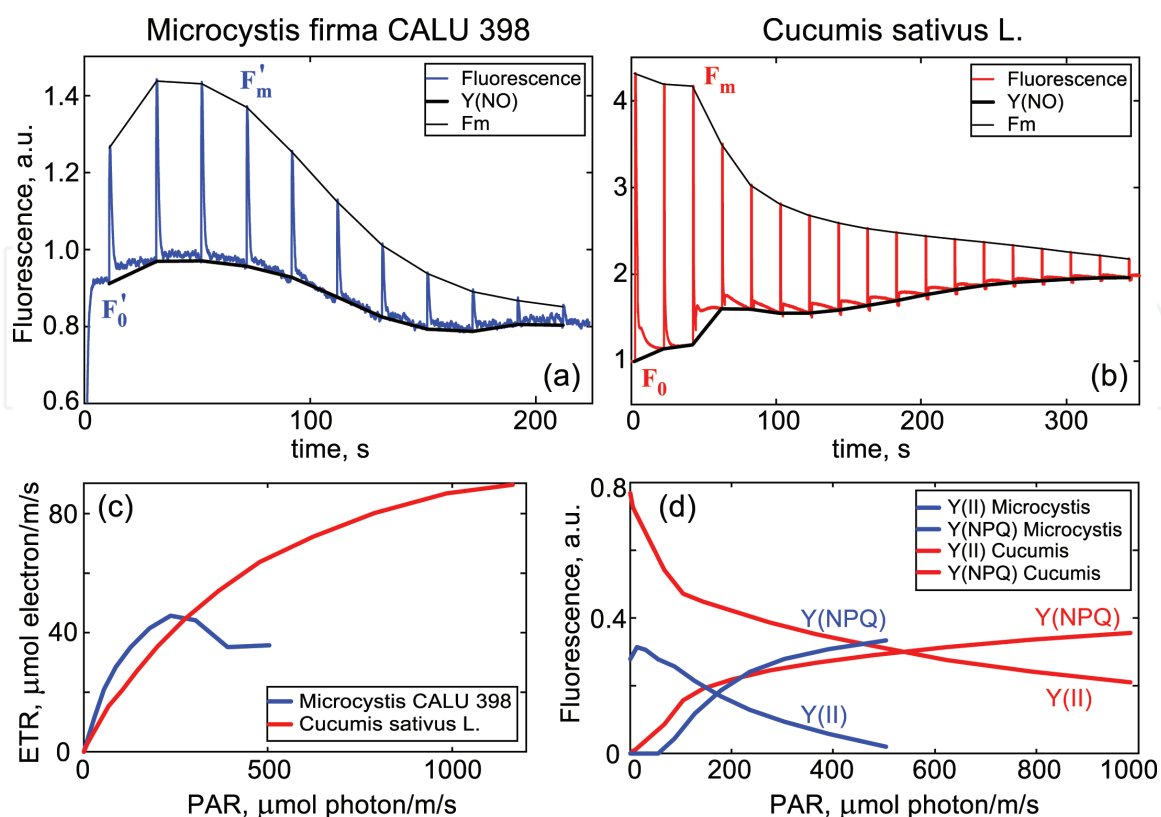 Microcystis firma CALU 398
Cucumis sativus L.
Fluorescence, a.u.
1.4
1.2
1.0
0.8
0.6
F'm
F'0
Fluorescence
Y(NO)
Fm
(a)
0 100 200
time, s
4
3
2
1
Fm
F0
Fluorescence
Y(NO)
Fm
(b)
0 100 200 300
time, s
ETR, μmol electron/m/s
80
40
0
(c)
Microcystis CALU 398
Cucumis sativus L.
0 500 1000
PAR, μmol photon/m/s
Fluorescence, a.u.
0.8
0.4
0
(d)
Y(II) Microcystis
Y(NPQ) Microcystis
Y(II) Cucumis
Y(NPQ) Cucumis
Y(NPQ)
Y(NPQ)
Y(II)
Y(II)
0 200 400 600 800 1000
PAR, μmol photon/m/s